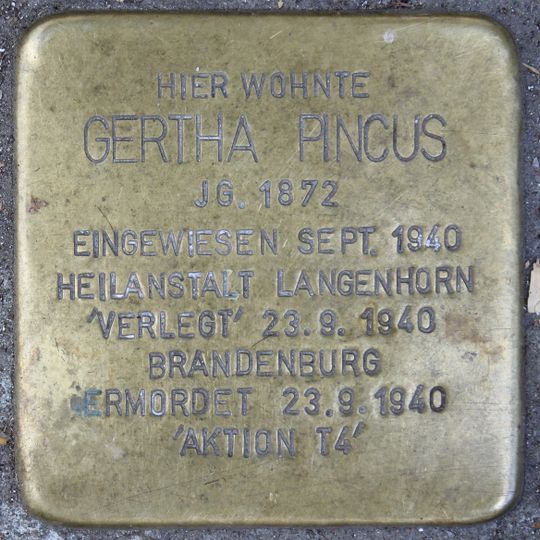 HIER WOHNTE
GERTHA PINCUS
JG. 1872
EINGEWIESEN SEPT. 1940
HEILANSTALT LANGENHORN
'VERLEGT' 23.9.1940
BRANDENBURG
ERMORDET 23.9.1940
'AKTION T4'